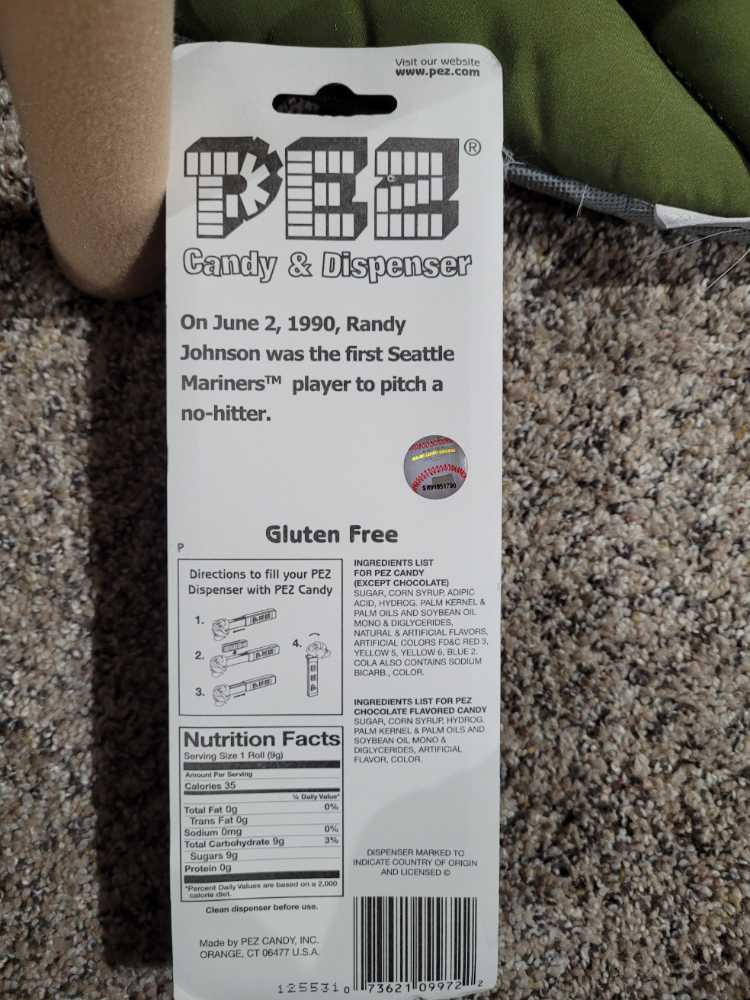 Visit our website
www.pez.com
PEZ®
Candy & Dispenser
On June 2, 1990, Randy
Johnson was the first Seattle
Mariners™ player to pitch a
no-hitter.
Gluten Free
P
Directions to fill your PEZ
Dispenser with PEZ Candy
1.
2.
3.
4.
INGREDIENTS LIST
FOR PEZ CANDY
(EXCEPT CHOCOLATE)
SUGAR, CORN SYRUP, ADIPIC
ACID, HYDROG. PALM KERNEL &
PALM OILS AND SOYBEAN OIL
MONO & DIGLYCERIDES,
NATURAL & ARTIFICIAL FLAVORS,
ARTIFICIAL COLORS FD&C RED 3,
YELLOW 5, YELLOW 6, BLUE 2.
COLA ALSO CONTAINS SODIUM
BICARB., COLOR.
INGREDIENTS LIST FOR PEZ
CHOCOLATE FLAVORED CANDY
SUGAR, CORN SYRUP, HYDROG.
PALM KERNEL & PALM OILS AND
SOYBEAN OIL MONO &
DIGLYCERIDES, ARTIFICIAL
FLAVOR, COLOR.
Nutrition Facts
Serving Size 1 Roll (9g)
Amount Per Serving
Calories 35
% Daily Value*
Total Fat 0g 0%
Trans Fat 0g
Sodium 0mg 0%
Total Carbohydrate 9g 3%
Sugars 9g
Protein 0g
*Percent Daily Values are based on a 2,000
calorie diet.
Clean dispenser before use.
DISPENSER MARKED TO
INDICATE COUNTRY OF ORIGIN
AND LICENSED ©
Made by PEZ CANDY, INC.
ORANGE, CT 06477 U.S.A.
125531
0 73621 09972 2